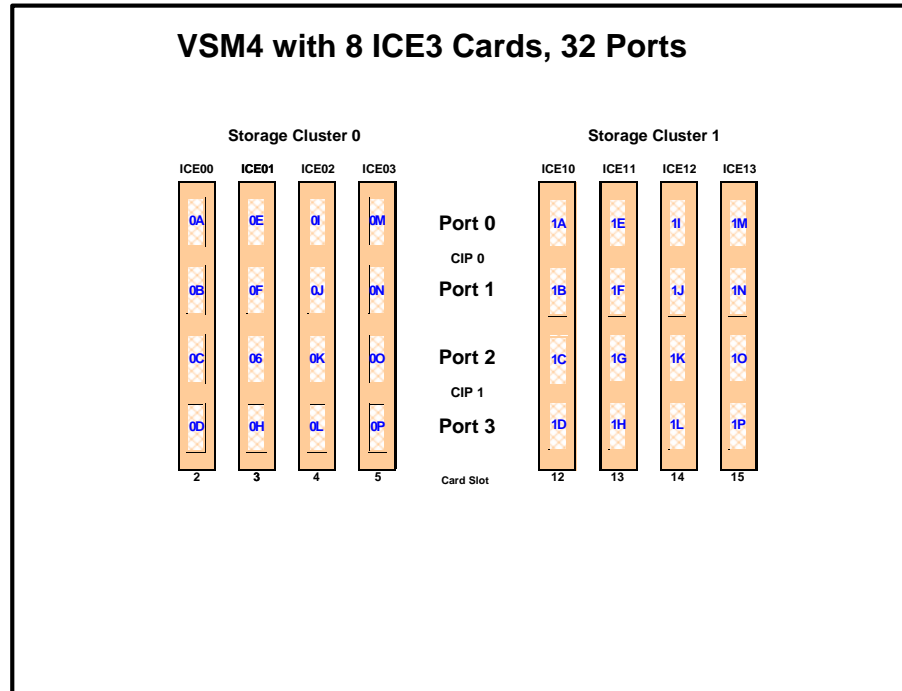 VSM4 with 8 ICE3 Cards, 32 Ports
Storage Cluster 0 Storage Cluster 1
ICE00 ICE01 ICE02 ICE03 ICE10 ICE11 ICE12 ICE13
0A 0E 0I 0M Port 0 1A 1E 1I 1M
CIP 0
0B 0F 0J 0N Port 1 1B 1F 1J 1N
0C 06 0K 0O Port 2 1C 1G 1K 1O
CIP 1
0D 0H 0L 0P Port 3 1D 1H 1L 1P
2 3 4 5 Card Slot 12 13 14 15